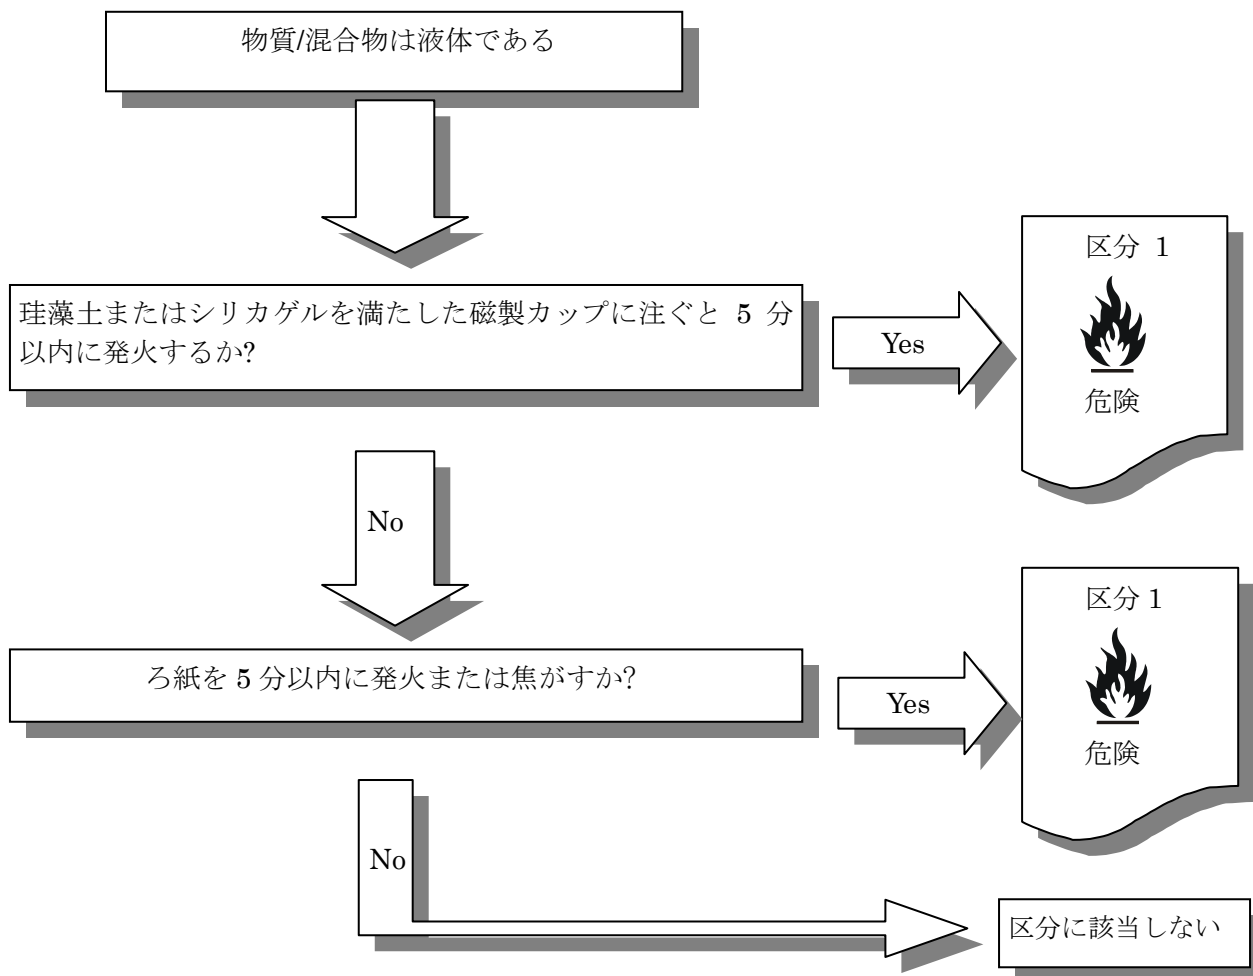 物質/混合物は液体である
珪藻土またはシリカゲルを満たした磁製カップに注ぐと 5 分
以内に発火するか?
Yes
区分 1
危険
No
ろ紙を 5 分以内に発火または焦がすか?
Yes
区分 1
危険
No
区分に該当しない